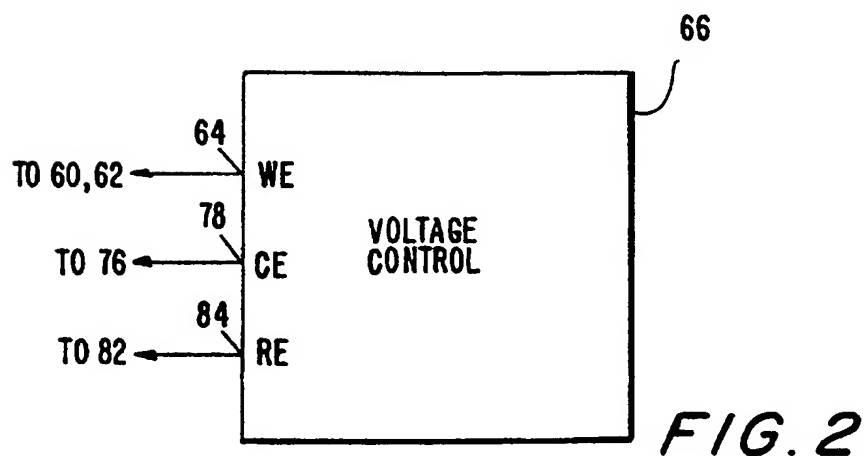 66
64
TO 60,62 WE
78
VOLTAGE
CONTROL
TO 76 CE
84
TO 82 RE
FIG. 2